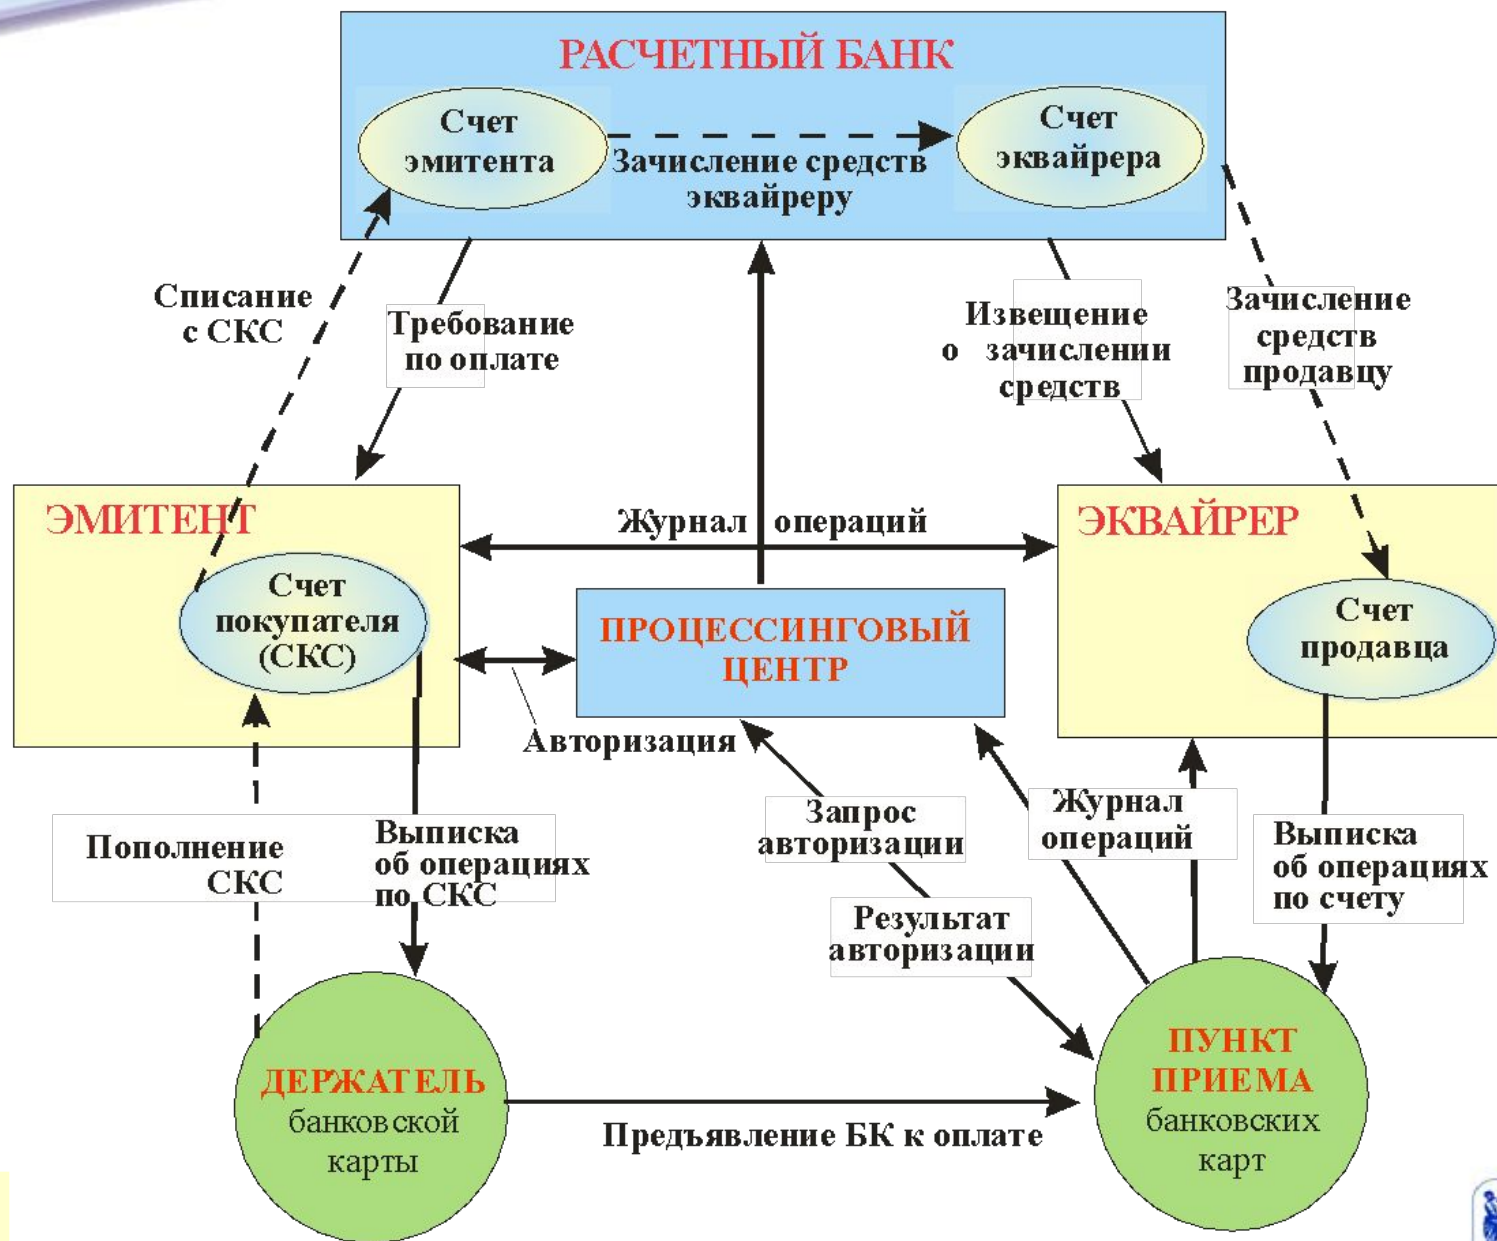 РАСЧЕТНЫЙ БАНК
Счет
эмитента
Зачисление средств
эквайреру
Счет
эквайрера
Списание
с СКС
Требование
по оплате
Извещение
о зачислении
средств
Зачисление
средств
продавцу
ЭМИТЕНТ
Счет
покупателя
(СКС)
Журнал операций
ЭКВАЙРЕР
Счет
продавца
ПРОЦЕССИНГОВЫЙ
ЦЕНТР
Авторизация
Пополнение
СКС
Выписка
об операциях
по СКС
Запрос
авторизации
Результат
авторизации
Журнал
операций
Выписка
об операциях
по счету
ДЕРЖАТЕЛЬ
банковской
карты
Предъявление БК к оплате
ПУНКТ
ПРИЕМА
банковских
карт